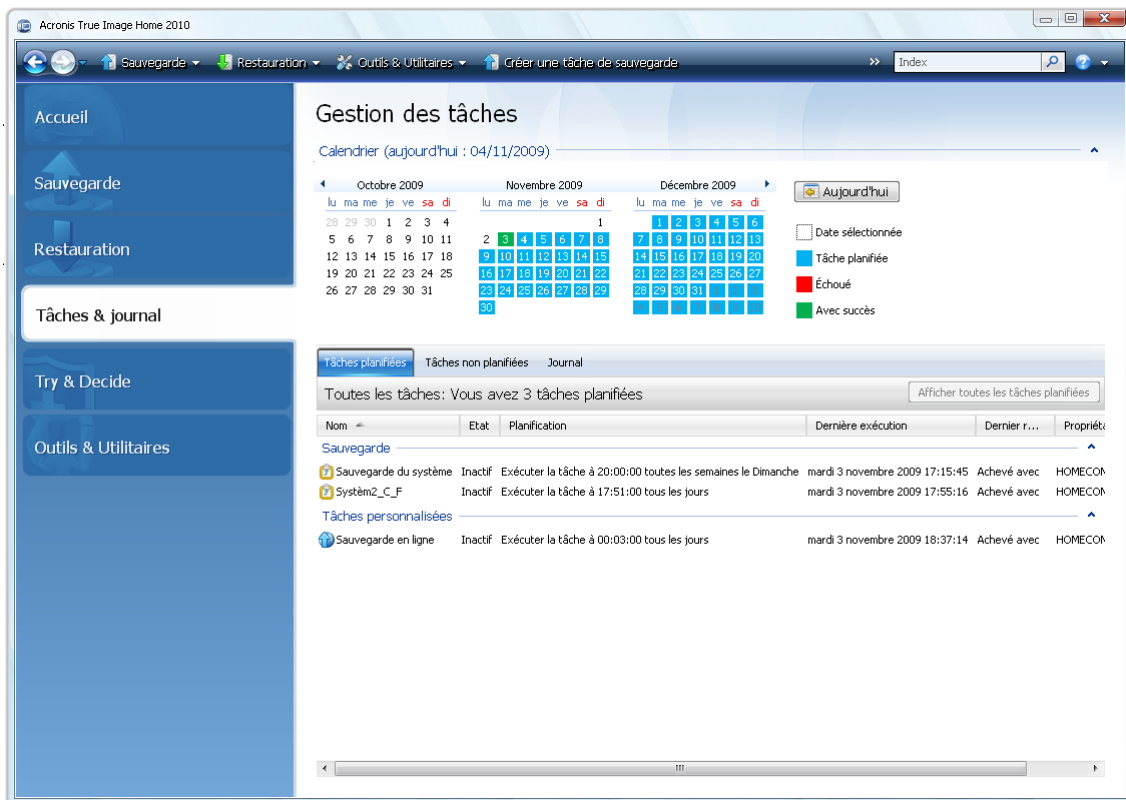 Acronis True Image Home 2010
Sauvegarde Restauration Outils & Utilitaires Créer une tâche de sauvegarde » Index
Accueil
Sauvegarde
Restauration
Tâches & journal
Try & Decide
Outils & Utilitaires
Gestion des tâches
Calendrier (aujourd'hui : 04/11/2009)
Octobre 2009 Novembre 2009 Décembre 2009
lu ma me je ve sa di lu ma me je ve sa di lu ma me je ve sa di
28 29 30 1 2 3 4 1 1 2 3 4 5 6
5 6 7 8 9 10 11 2 3 4 5 6 7 8 7 8 9 10 11 12 13
12 13 14 15 16 17 18 9 10 11 12 13 14 15 14 15 16 17 18 19 20
19 20 21 22 23 24 25 16 17 18 19 20 21 22 21 22 23 24 25 26 27
26 27 28 29 30 31 23 24 25 26 27 28 29 28 29 30 31
30
Aujourd'hui
Date sélectionnée
Tâche planifiée
Échoué
Avec succès
Tâches planifiées Tâches non planifiées Journal
Toutes les tâches: Vous avez 3 tâches planifiées Afficher toutes les tâches planifiées
Nom Etat Planification Dernière exécution Dernier r... Propriéta
Sauvegarde
Sauvegarde du système Inactif Exécuter la tâche à 20:00:00 toutes les semaines le Dimanche mardi 3 novembre 2009 17:15:45 Achevé avec HOMECOM
Systèm2_C_F Inactif Exécuter la tâche à 17:51:00 tous les jours mardi 3 novembre 2009 17:55:16 Achevé avec HOMECOM
Tâches personnalisées
Sauvegarde en ligne Inactif Exécuter la tâche à 00:03:00 tous les jours mardi 3 novembre 2009 18:37:14 Achevé avec HOMECOM